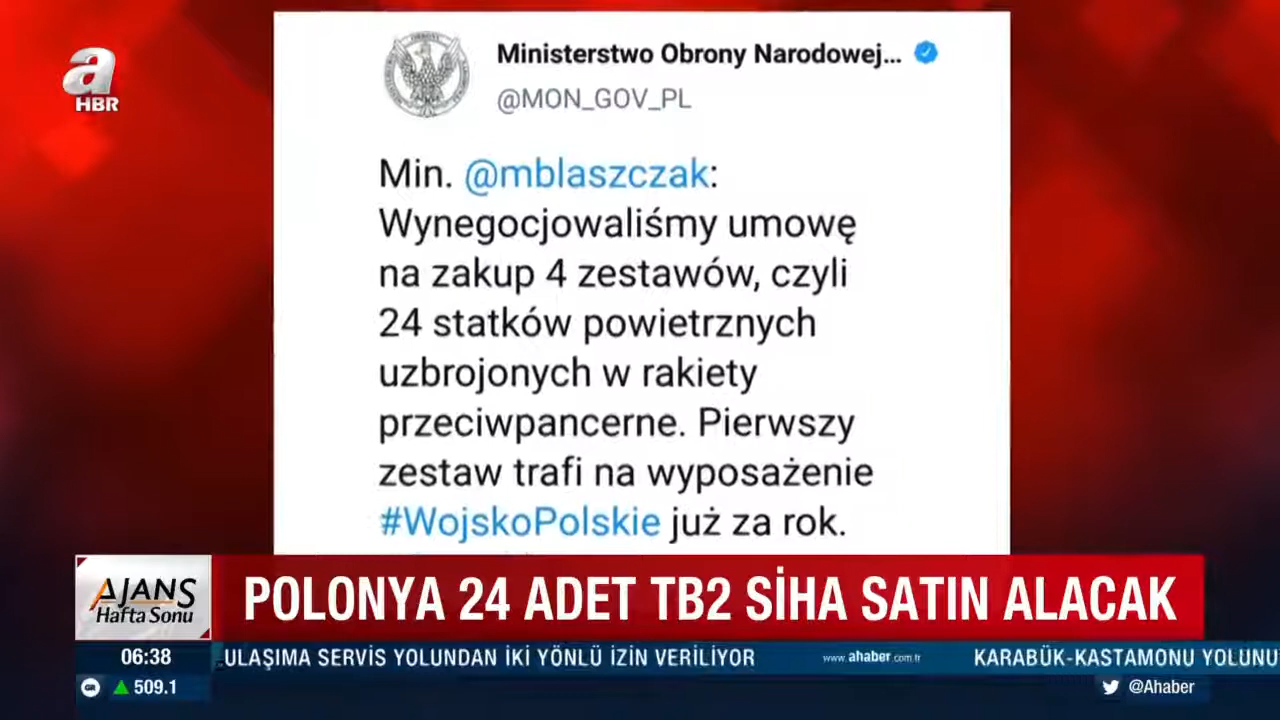 a
HBR
Ministerstwo Obrony Narodowej...
@MON_GOV_PL
Min. @mblaszczak:
Wynegocjowaliśmy umowę
na zakup 4 zestawów, czyli
24 statków powietrznych
uzbrojonych w rakiety
przeciwpancerne. Pierwszy
zestaw trafi na wyposażenie
#WojskoPolskie już za rok.
AJANS
Hafta Sonu
POLONYA 24 ADET TB2 SİHA SATIN ALACAK
06:38
ULAŞIMA SERVİS YOLUNDAN İKİ YÖNLÜ İZİN VERİLİYOR
www.ahaber.com.tr
KARABÜK-KASTAMONU YOLUNU
GR 509.1
@Ahaber